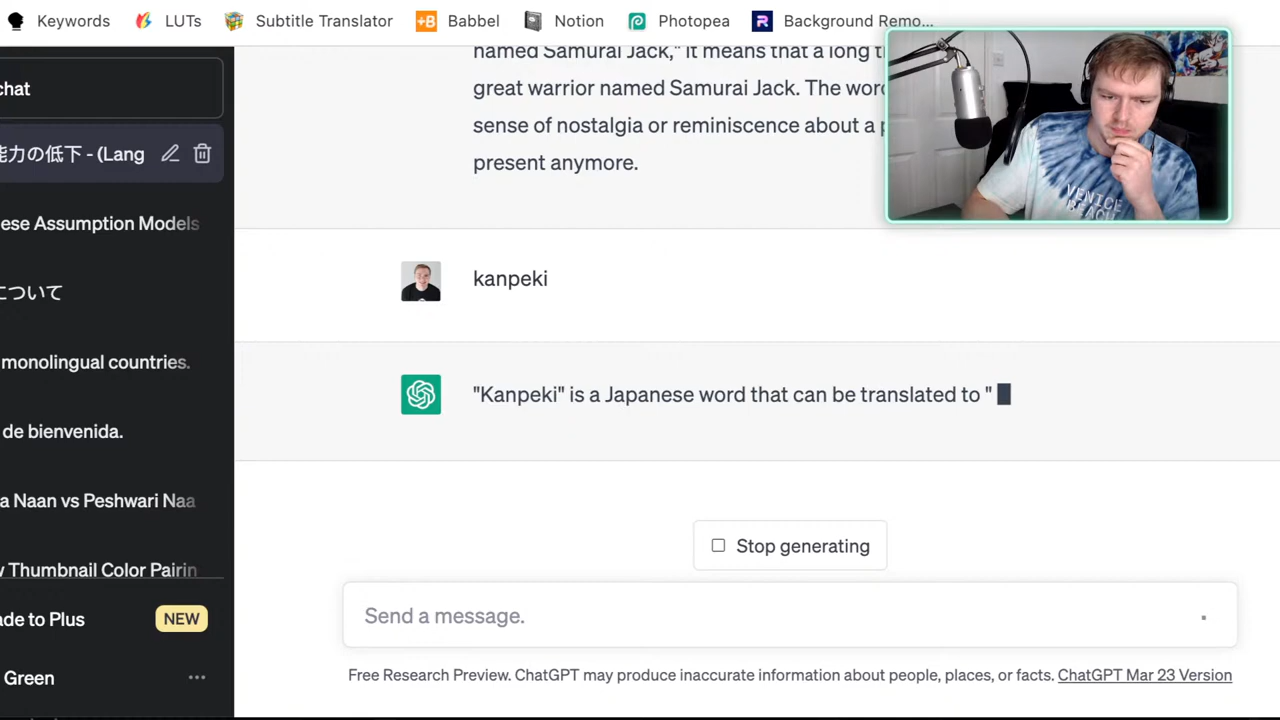 Keywords
LUTs
Subtitle Translator
+B Babbel
Notion
Photopea
R Background Remo...
chat
能力の低下 - (Lang
ese Assumption Models
について
monolingual countries.
de bienvenida.
a Naan vs Peshwari Naa
w Thumbnail Color Pairin
ade to Plus
NEW
Green
named Samurai Jack," it means that a long t
great warrior named Samurai Jack. The wor
sense of nostalgia or reminiscence about a p
present anymore.
VENICE
BEACH
kanpeki
"Kanpeki" is a Japanese word that can be translated to "
Stop generating
Send a message.
Free Research Preview. ChatGPT may produce inaccurate information about people, places, or facts. ChatGPT Mar 23 Version